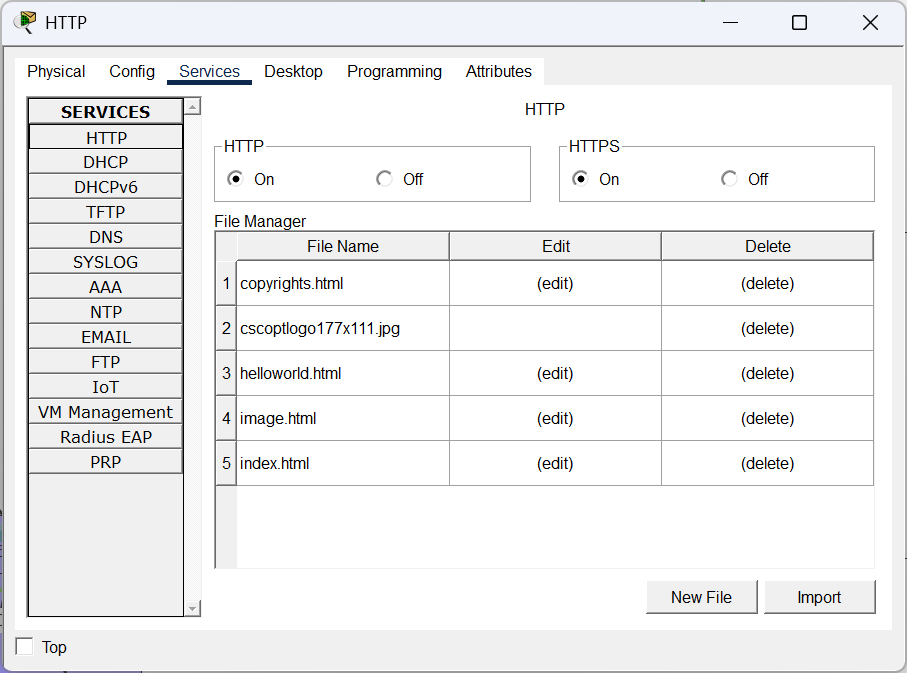 HTTP
Physical Config Services Desktop Programming Attributes
SERVICES
HTTP
DHCP
DHCPv6
TFTP
DNS
SYSLOG
AAA
NTP
EMAIL
FTP
IoT
VM Management
Radius EAP
PRP
HTTP
HTTP
On Off
HTTPS
On Off
File Manager
File Name Edit Delete
1 copyrights.html (edit) (delete)
2 cscoptlogo177x111.jpg (delete)
3 helloworld.html (edit) (delete)
4 image.html (edit) (delete)
5 index.html (edit) (delete)
New File Import
Top